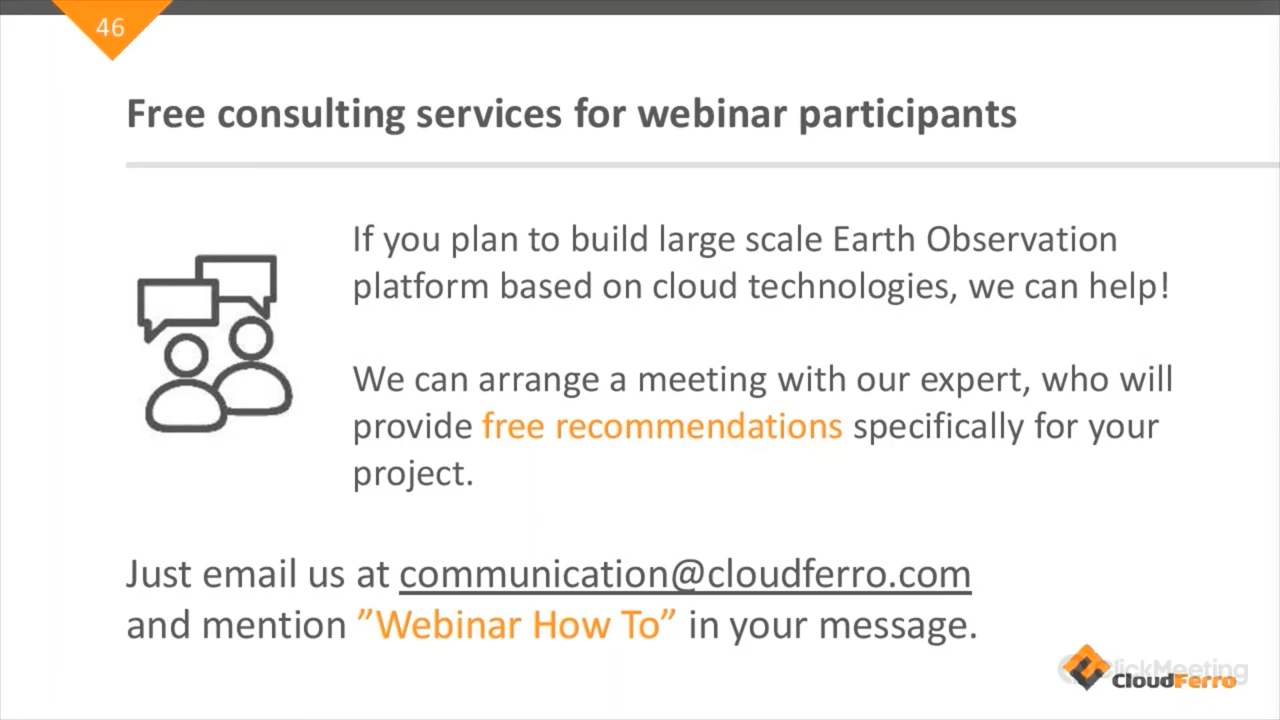 46
Free consulting services for webinar participants
If you plan to build large scale Earth Observation
platform based on cloud technologies, we can help!
We can arrange a meeting with our expert, who will
provide free recommendations specifically for your
project.
Just email us at communication@cloudferro.com
and mention ”Webinar How To” in your message.
ClickMeeting
CloudFerro